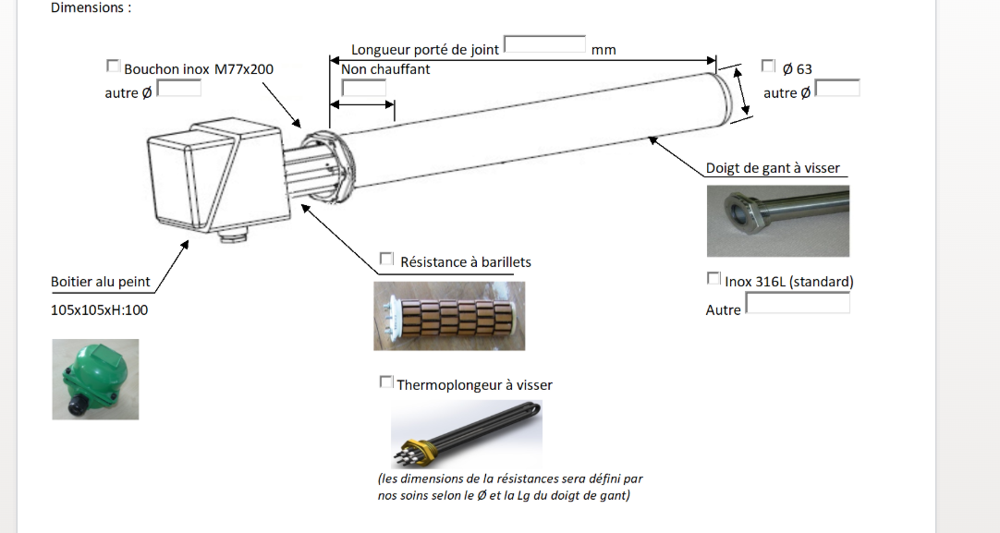 Dimensions :
Longueur porté de joint mm
Bouchon inox M77x200
Non chauffant
Ø 63
autre Ø
autre Ø
Doigt de gant à visser
Résistance à barillets
Boitier alu peint
Inox 316L (standard)
105x105xH:100
Autre
Thermoplongeur à visser
(les dimensions de la résistances sera défini par
nos soins selon le Ø et la Lg du doigt de gant)